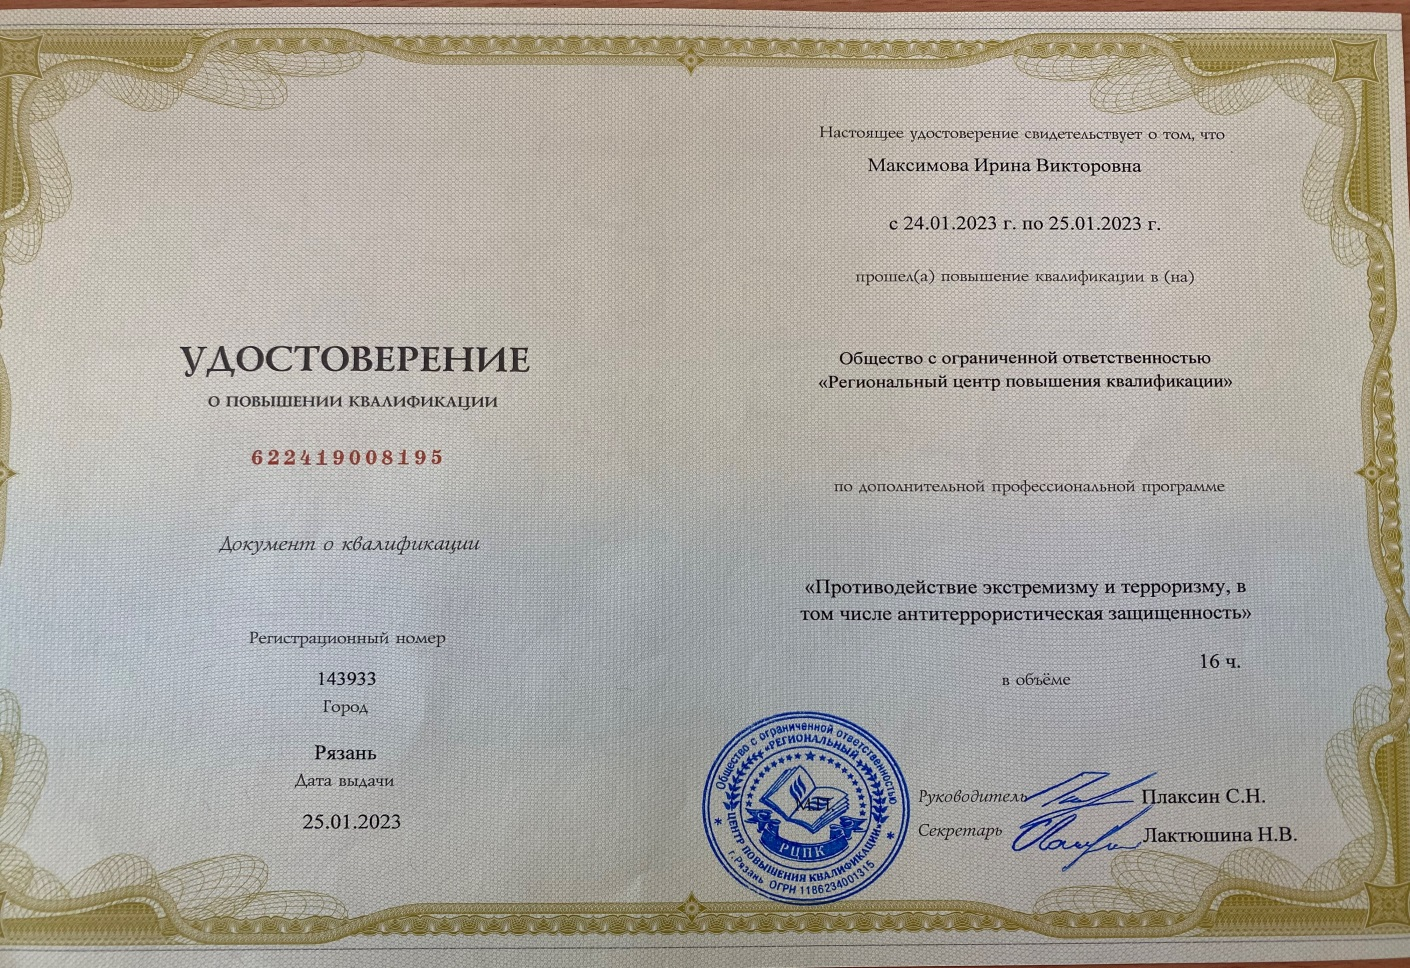 УДОСТОВЕРЕНИЕ
О ПОВЫШЕНИИ КВАЛИФИКАЦИИ
622419008195
Документ о квалификации
Регистрационный номер
143933
Город
Рязань
Дата выдачи
25.01.2023
Настоящее удостоверение свидетельствует о том, что
Максимова Ирина Викторовна
с 24.01.2023 г. по 25.01.2023 г.
прошел(а) повышение квалификации в (на)
Общество с ограниченной ответственностью
«Региональный центр повышения квалификации»
по дополнительной профессиональной программе
«Противодействие экстремизму и терроризму, в
том числе антитеррористическая защищенность»
16 ч.
в объёме
Общество с ограниченной ответственностью
«РЕГИОНАЛЬНЫЙ
ЦЕНТР ПОВЫШЕНИЯ КВАЛИФИКАЦИИ»
М.П.
РЦПК
г.Рязань ОГРН 1186234001315
Руководитель Плаксин С.Н.
Секретарь Лактюшина Н.В.